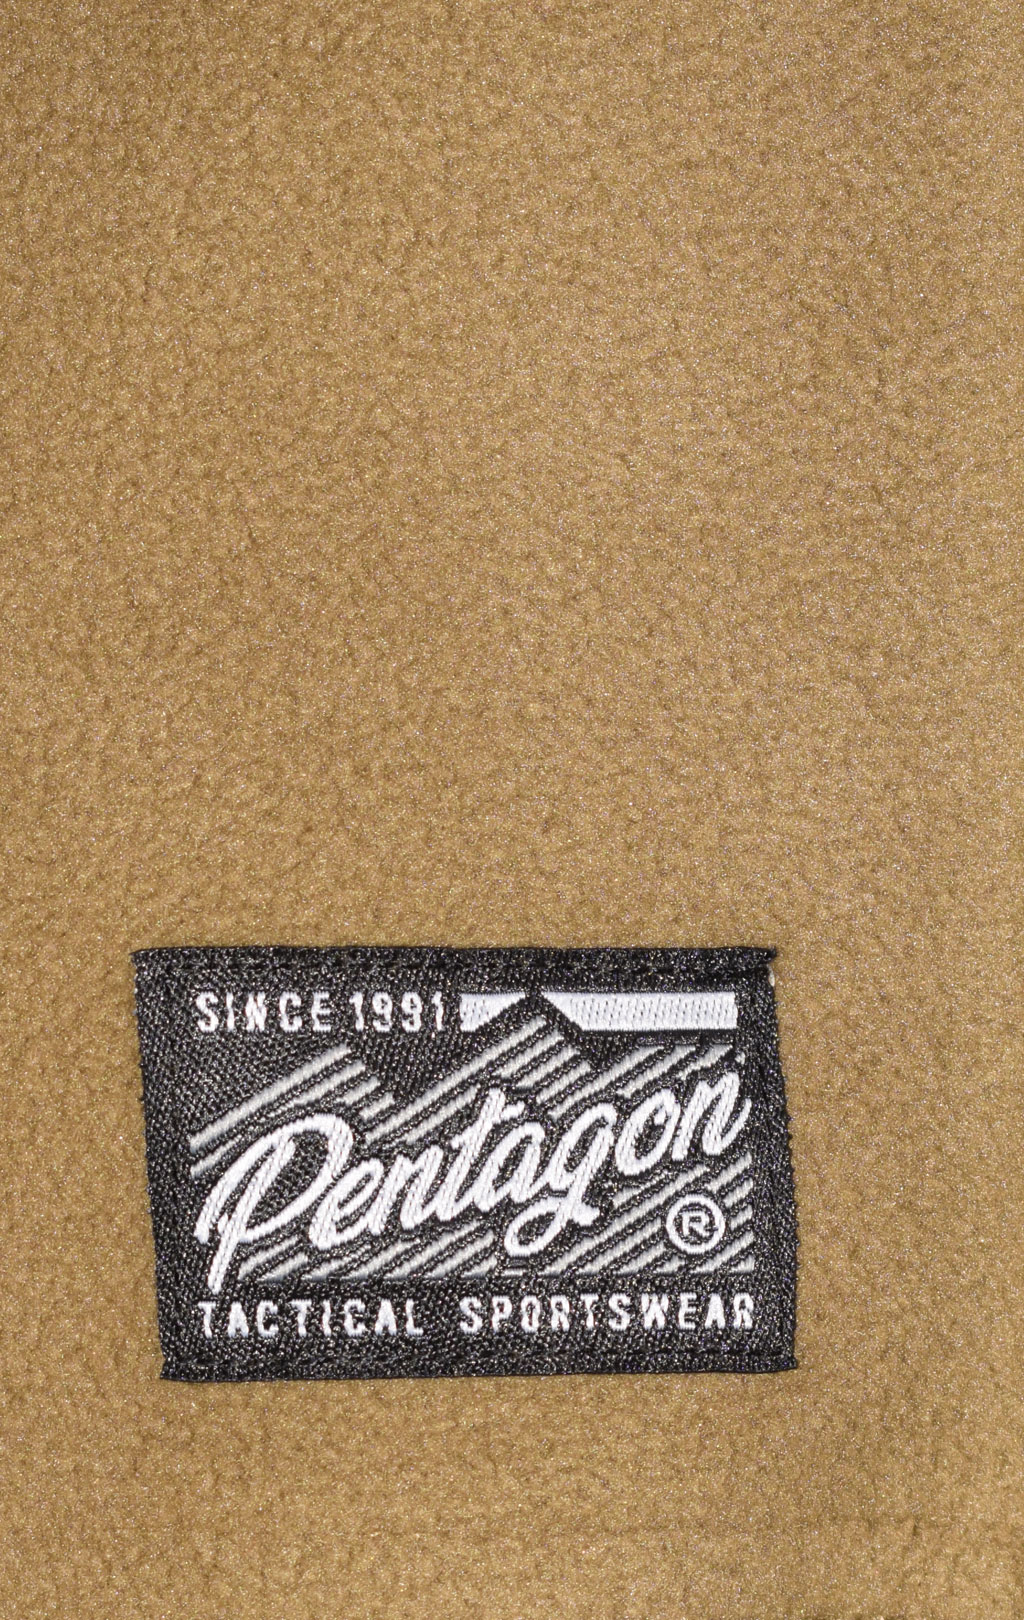 SINCE 1991
Pentagon
®
TACTICAL SPORTSWEAR